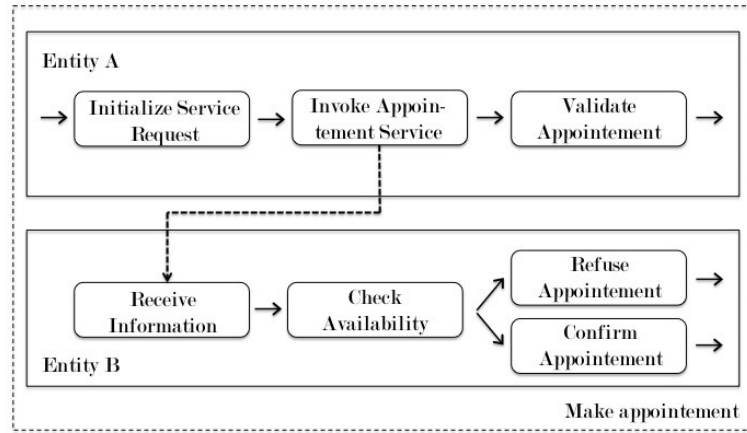 Entity A
Initialize Service
Request
Invoke Appoin-
tement Service
Validate
Appointement
Receive
Information
Check
Availability
Refuse
Appointement
Confirm
Appointement
Entity B
Make appointement